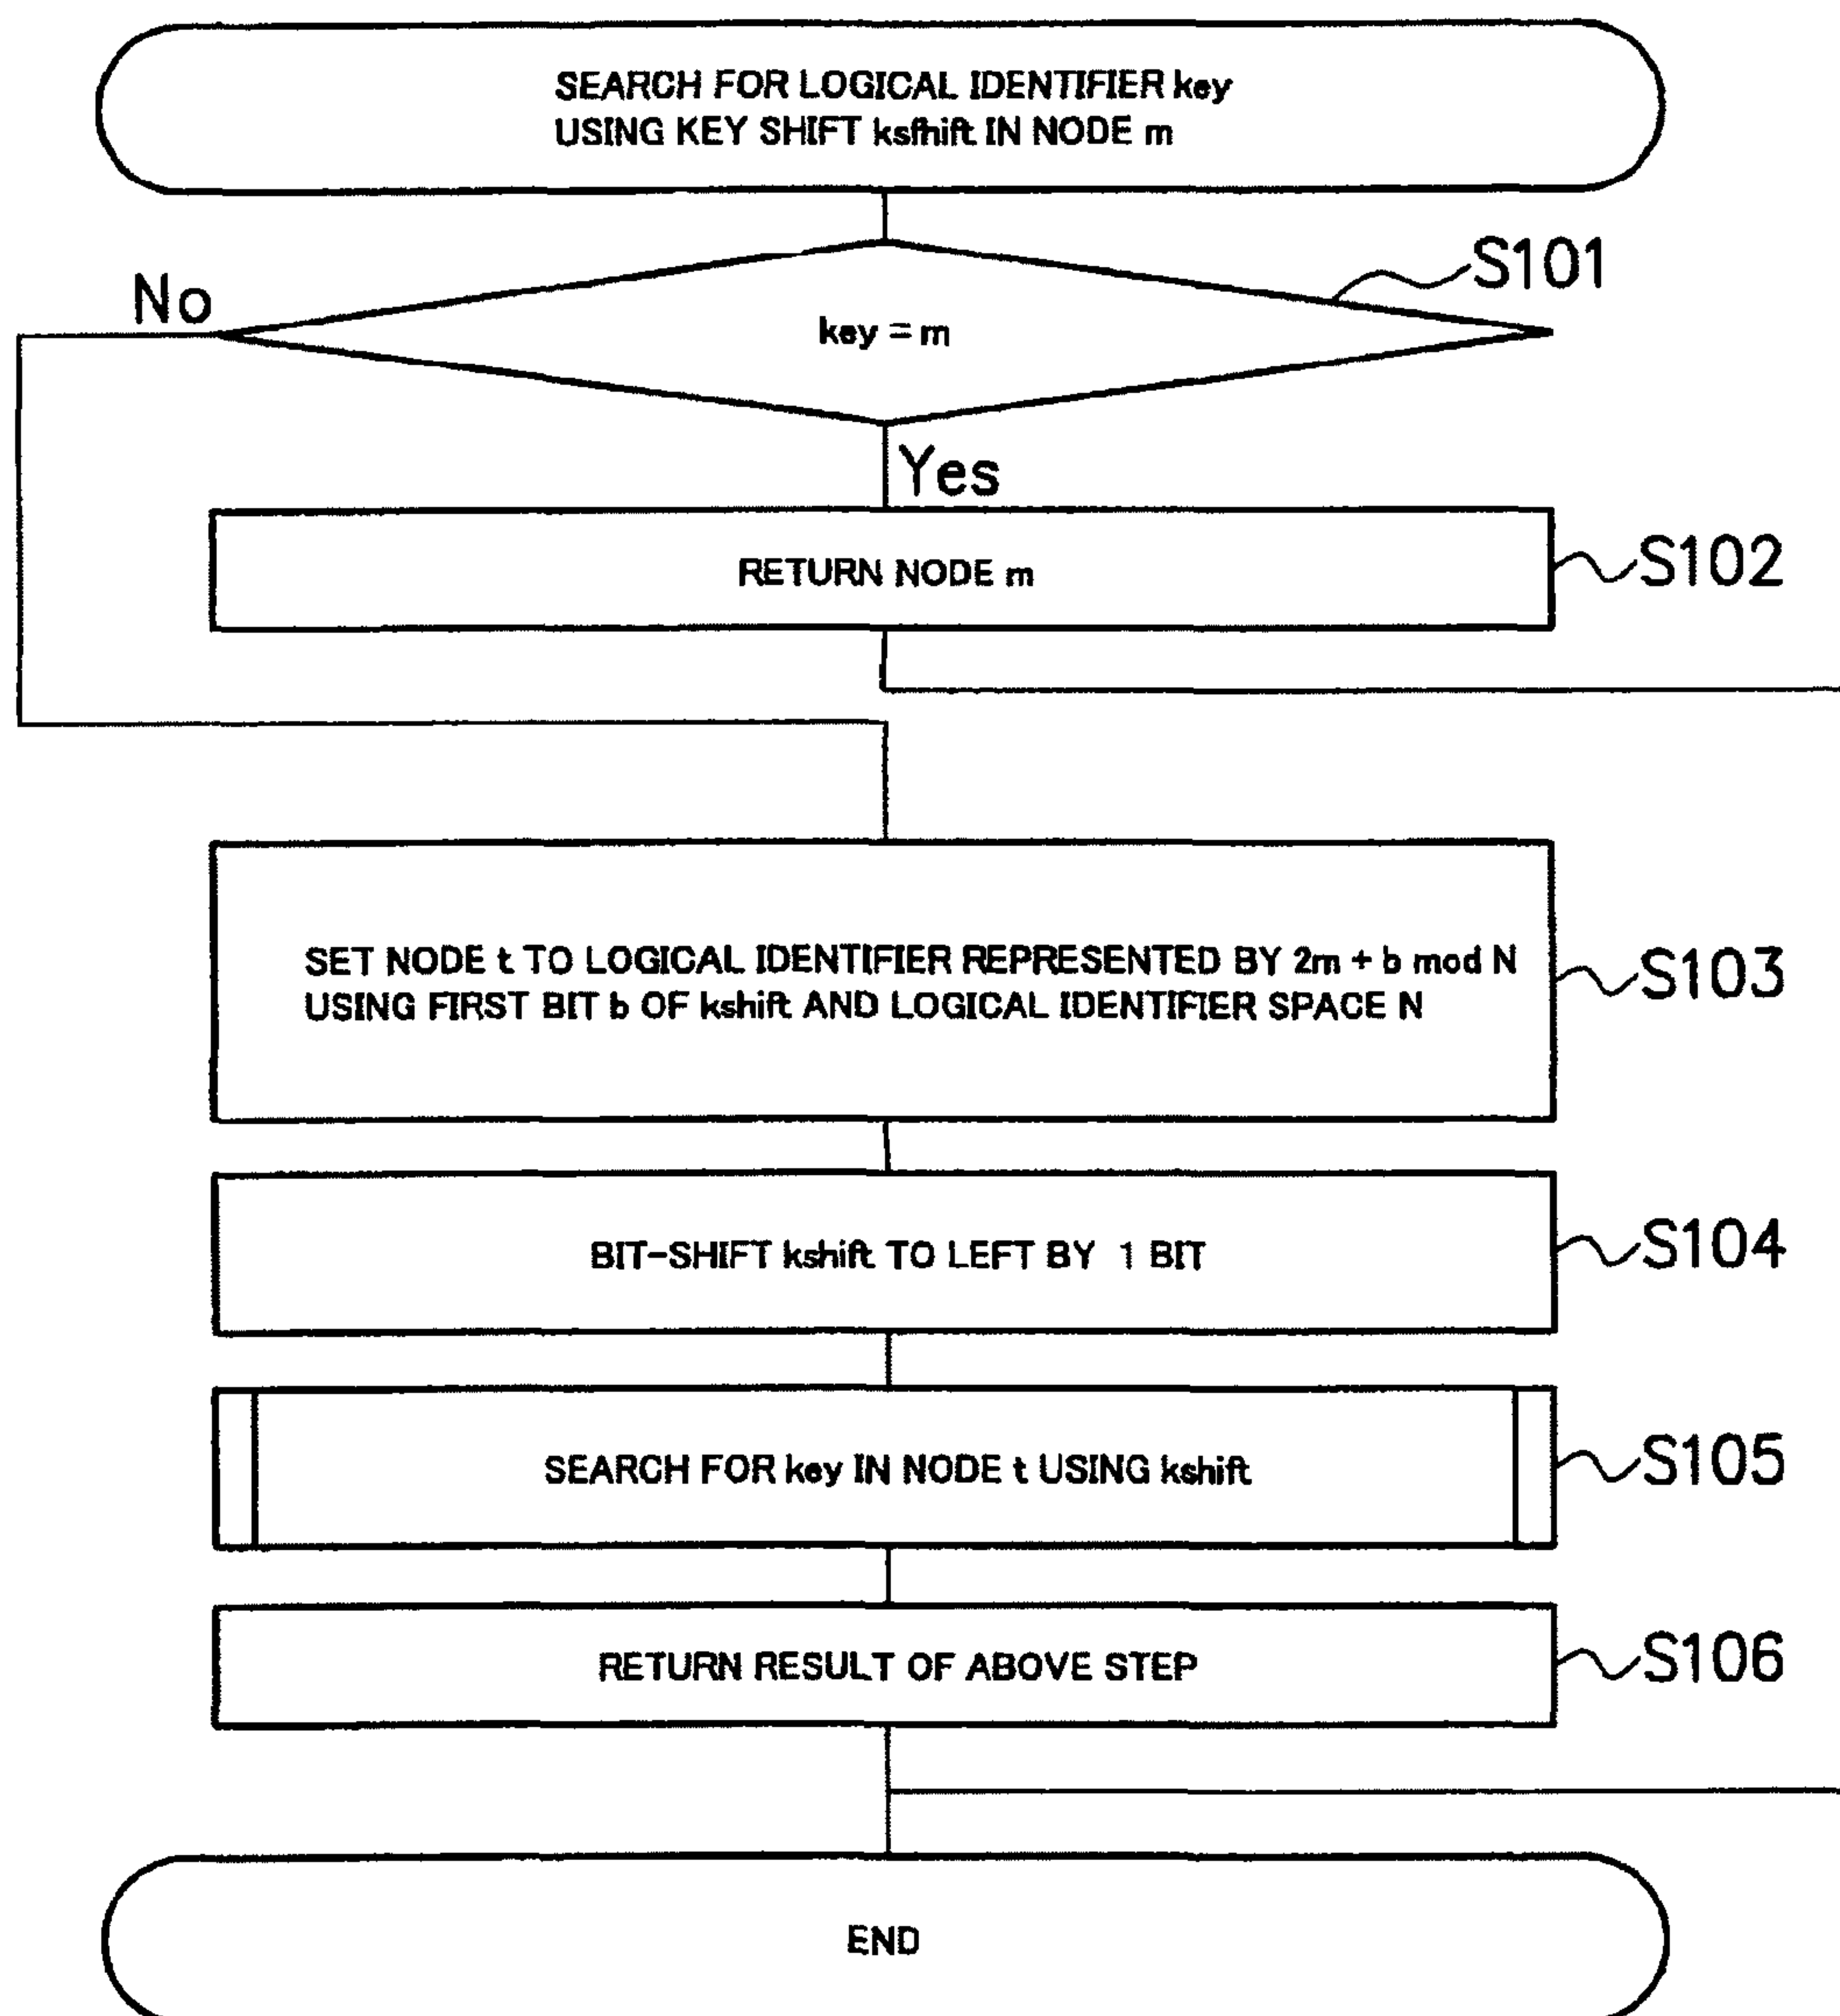 SEARCH FOR LOGICAL IDENTIFIER key
USING KEY SHIFT ksfhift IN NODE m
S101
No
key = m
Yes
RETURN NODE m
S102
SET NODE t TO LOGICAL IDENTIFIER REPRESENTED BY 2m + b mod N
USING FIRST BIT b OF kshift AND LOGICAL IDENTIFIER SPACE N
S103
BIT-SHIFT kshift TO LEFT BY 1 BIT
S104
SEARCH FOR key IN NODE t USING kshift
S105
RETURN RESULT OF ABOVE STEP
S106
END